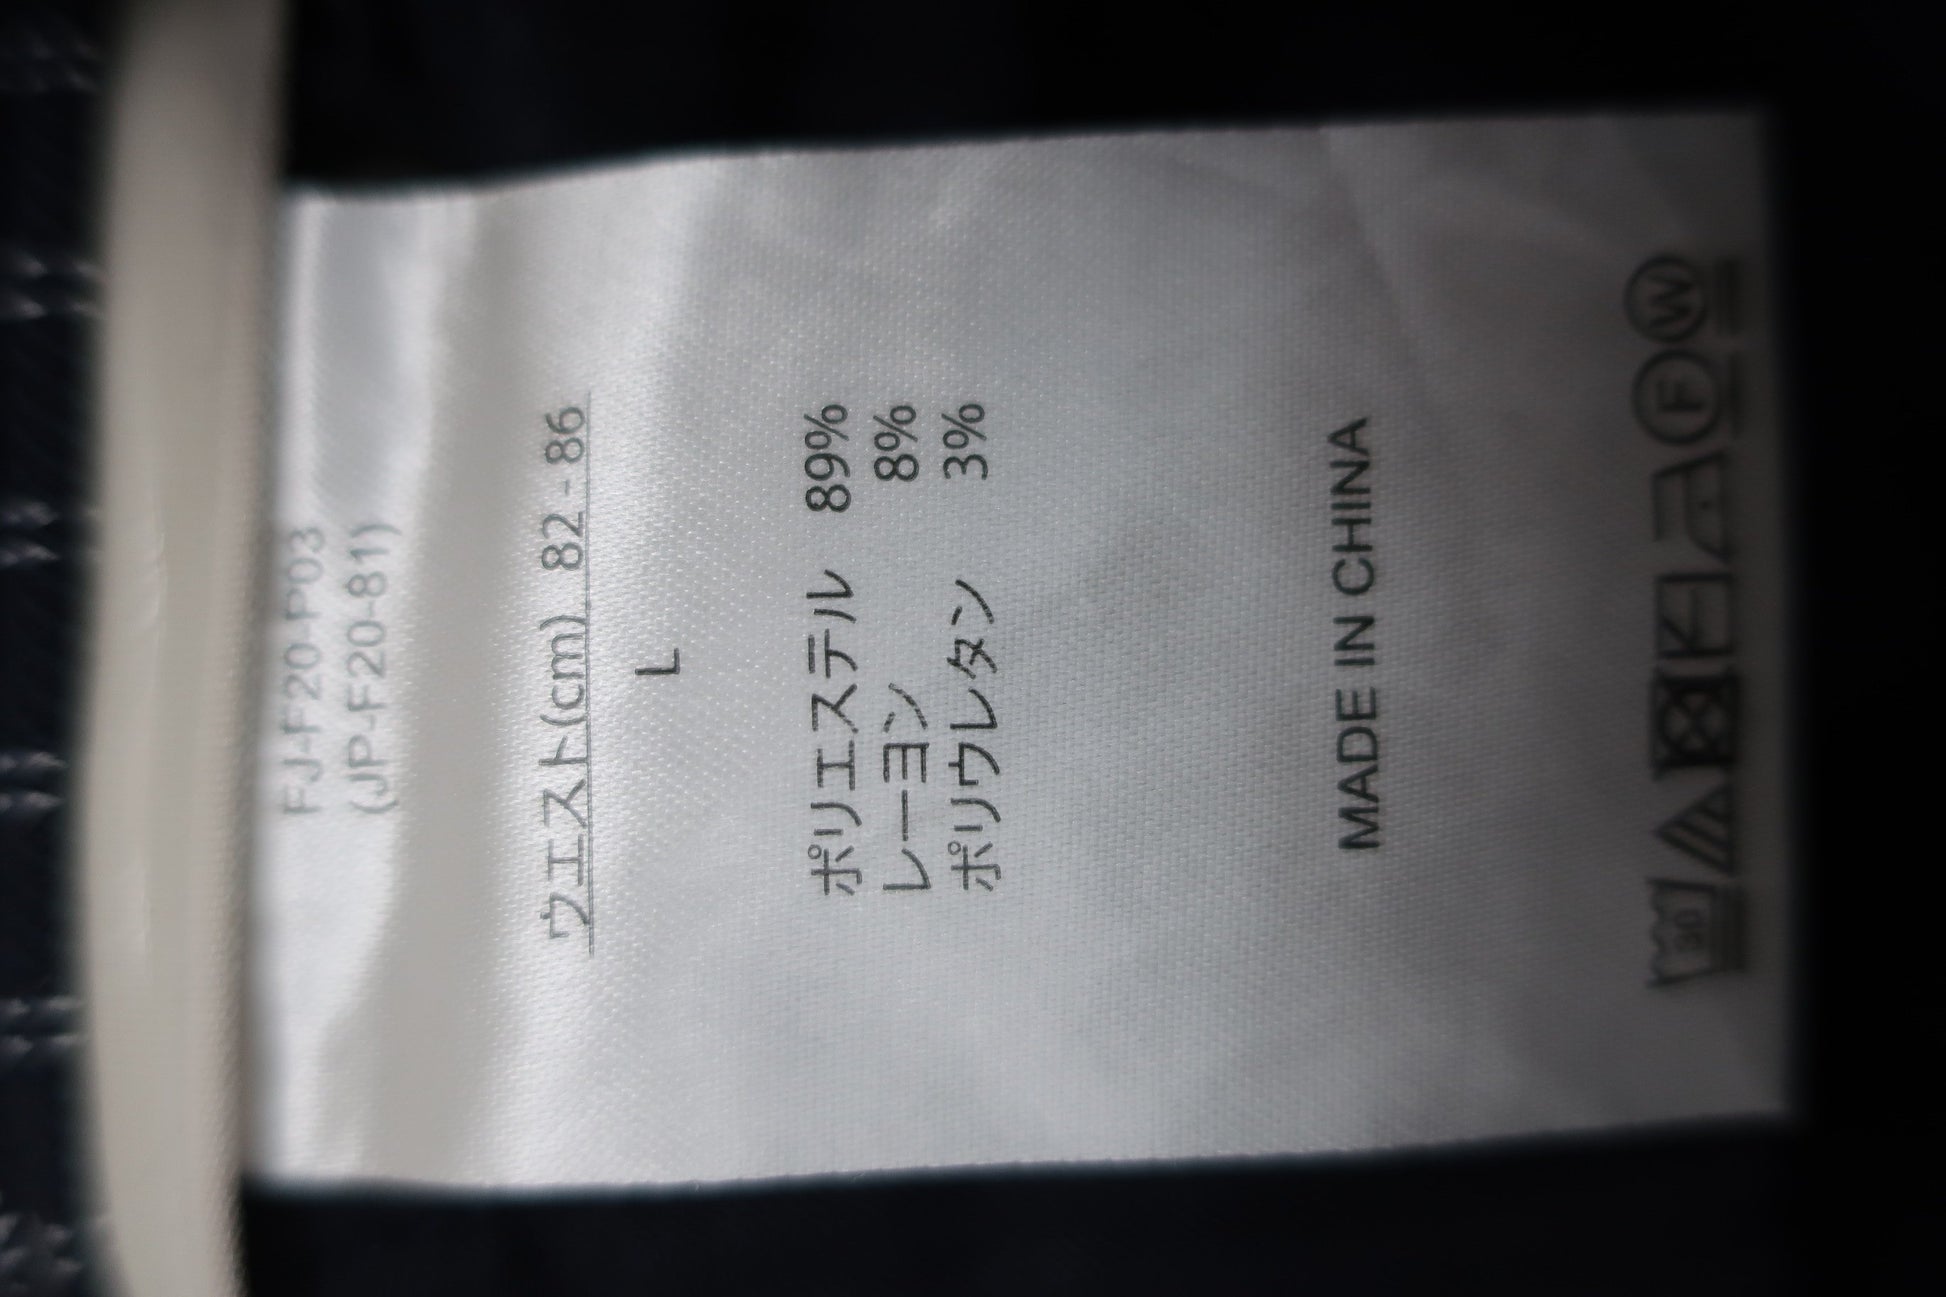 FJ-F20-P03
(JP-F20-81)
ウエスト(cm) 82 - 86
L
ポリエステル 89%
レーヨン 8%
ポリウレタン 3%
MADE IN CHINA
30 F W